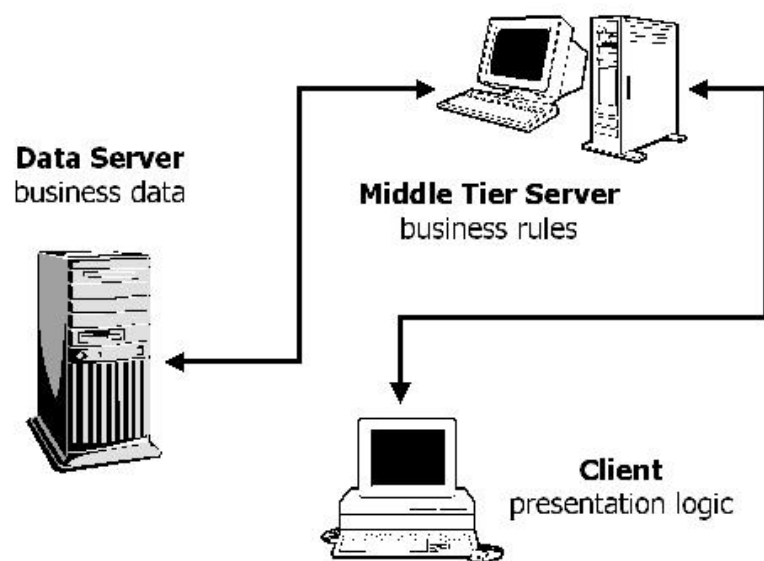 Data Server
business data
Middle Tier Server
business rules
Client
presentation logic